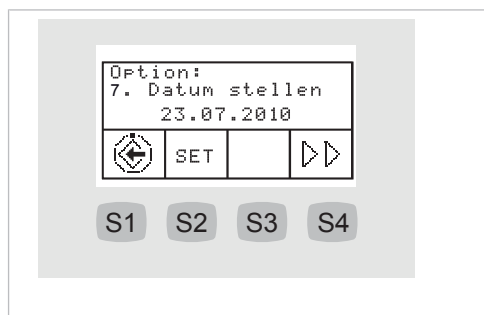 Option:
7. Datum stellen
23.07.2010
SET
S1 S2 S3 S4